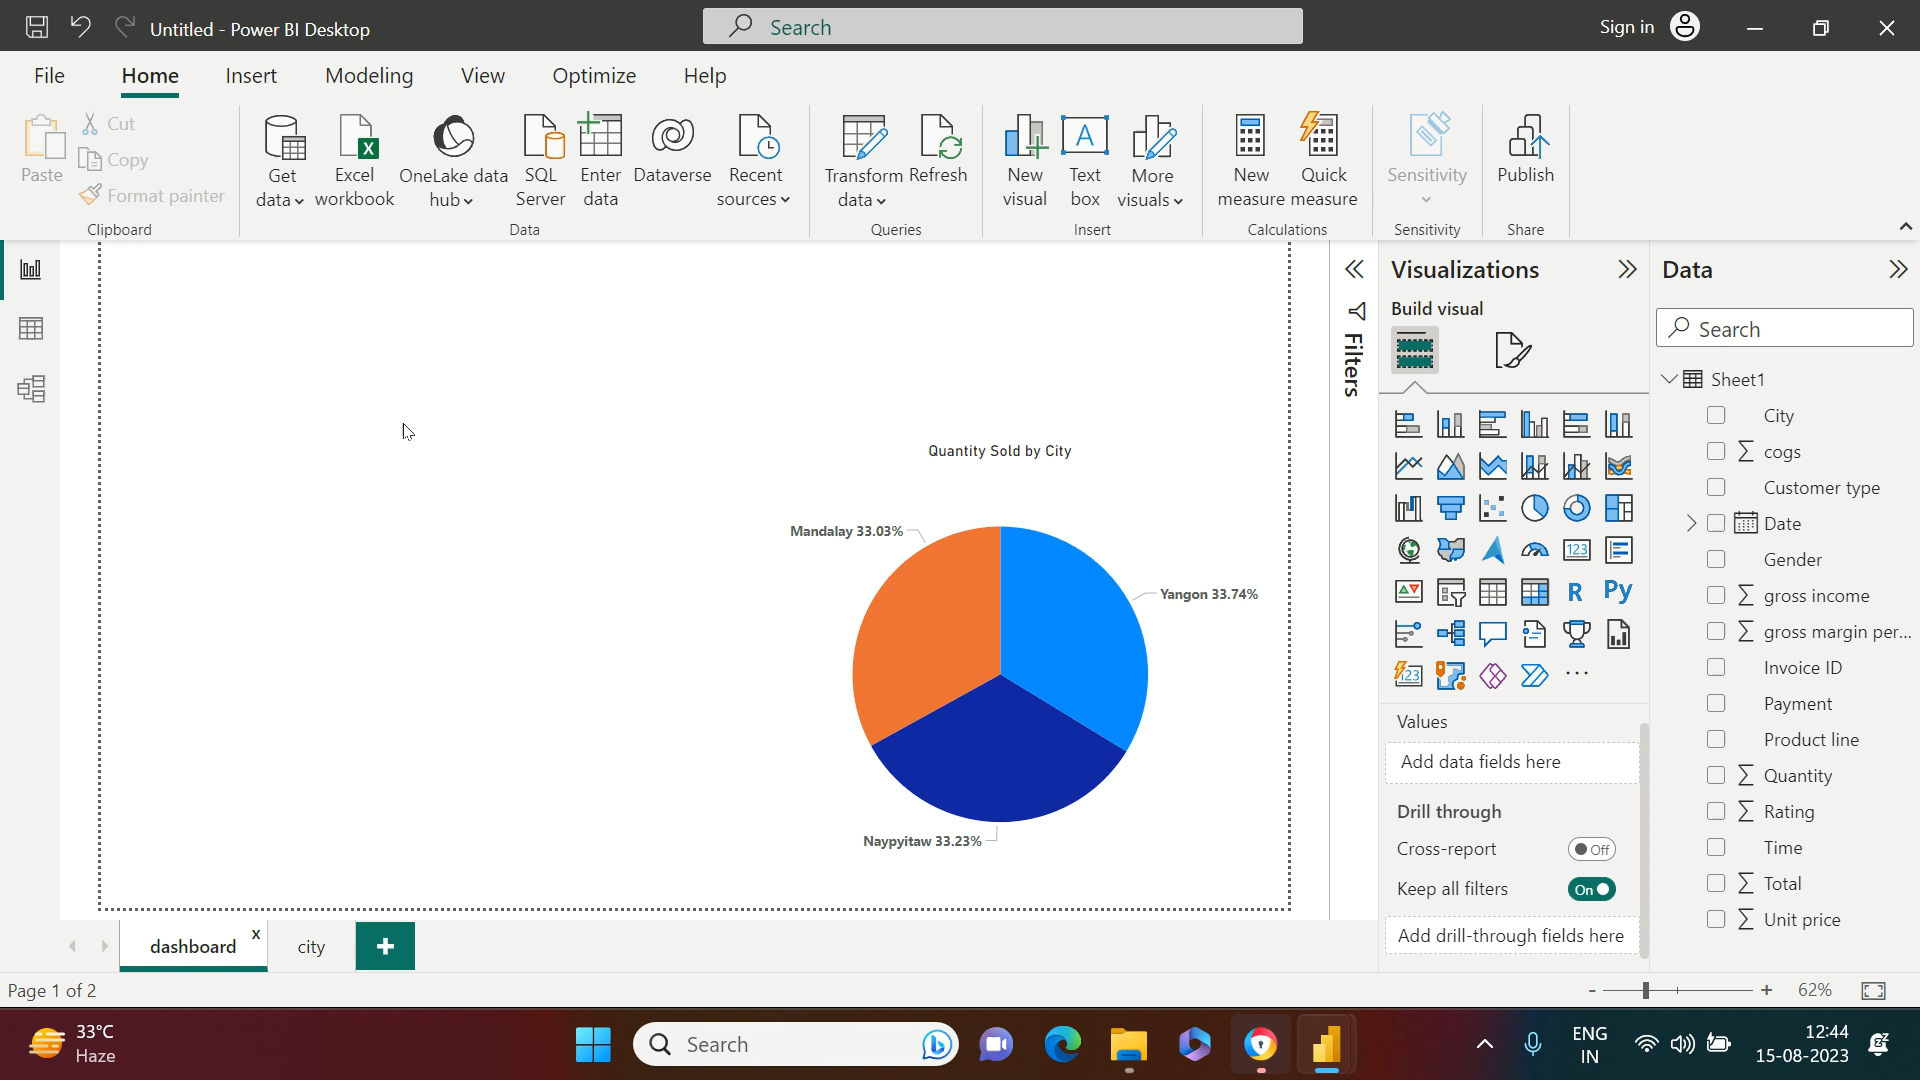 Untitled - Power BI Desktop
Search
Sign in
File
Home
Insert
Modeling
View
Optimize
Help
Paste
Cut
Copy
Format painter
Clipboard
Get
data
Excel
workbook
OneLake data
hub
SQL
Server
Enter
data
Dataverse
Recent
sources
Data
Transform
data
Refresh
Queries
New
visual
A
Text
box
More
visuals
Insert
New
measure
Quick
measure
Calculations
Sensitivity
Sensitivity
Publish
Share
Quantity Sold by City
Mandalay 33.03%
Yangon 33.74%
Naypyitaw 33.23%
Filters
Visualizations
Build visual
123
R
Py
123
Values
Add data fields here
Drill through
Cross-report
Off
Keep all filters
On
Add drill-through fields here
Data
Search
Sheet1
City
∑ cogs
Customer type
Date
Gender
∑ gross income
∑ gross margin per...
Invoice ID
Payment
Product line
∑ Quantity
∑ Rating
Time
∑ Total
∑ Unit price
dashboard x
city
+
Page 1 of 2
- + 62%
33°C
Haze
Search
ENG
IN
12:44
15-08-2023